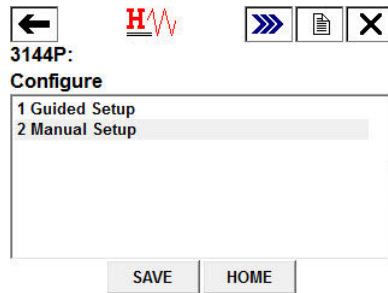 H
3144P:
Configure
1 Guided Setup
2 Manual Setup
SAVE HOME